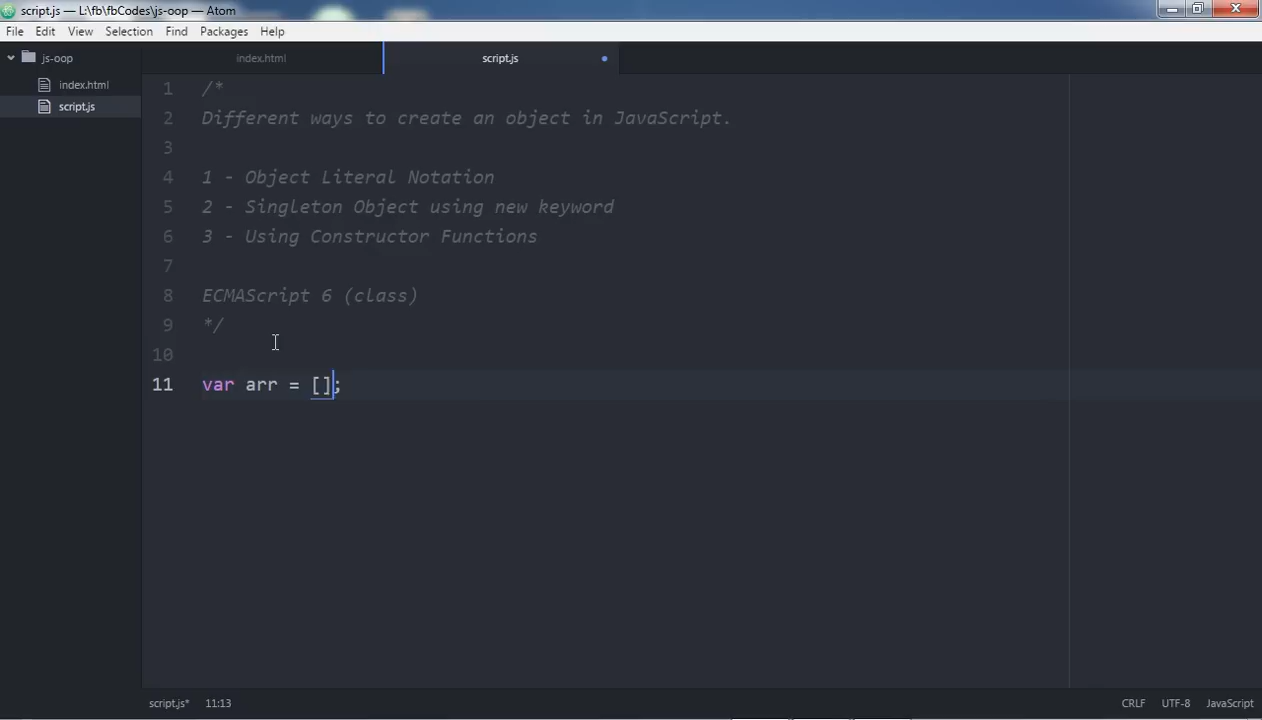 script.js — L:\fb\fbCodes\js-oop — Atom
File Edit View Selection Find Packages Help
js-oop
index.html
script.js
index.html
script.js
1 /*
2 Different ways to create an object in JavaScript.
3
4 1 - Object Literal Notation
5 2 - Singleton Object using new keyword
6 3 - Using Constructor Functions
7
8 ECMAScript 6 (class)
9 */
10
11 var arr = [];
script.js* 11:13 CRLF UTF-8 JavaScript